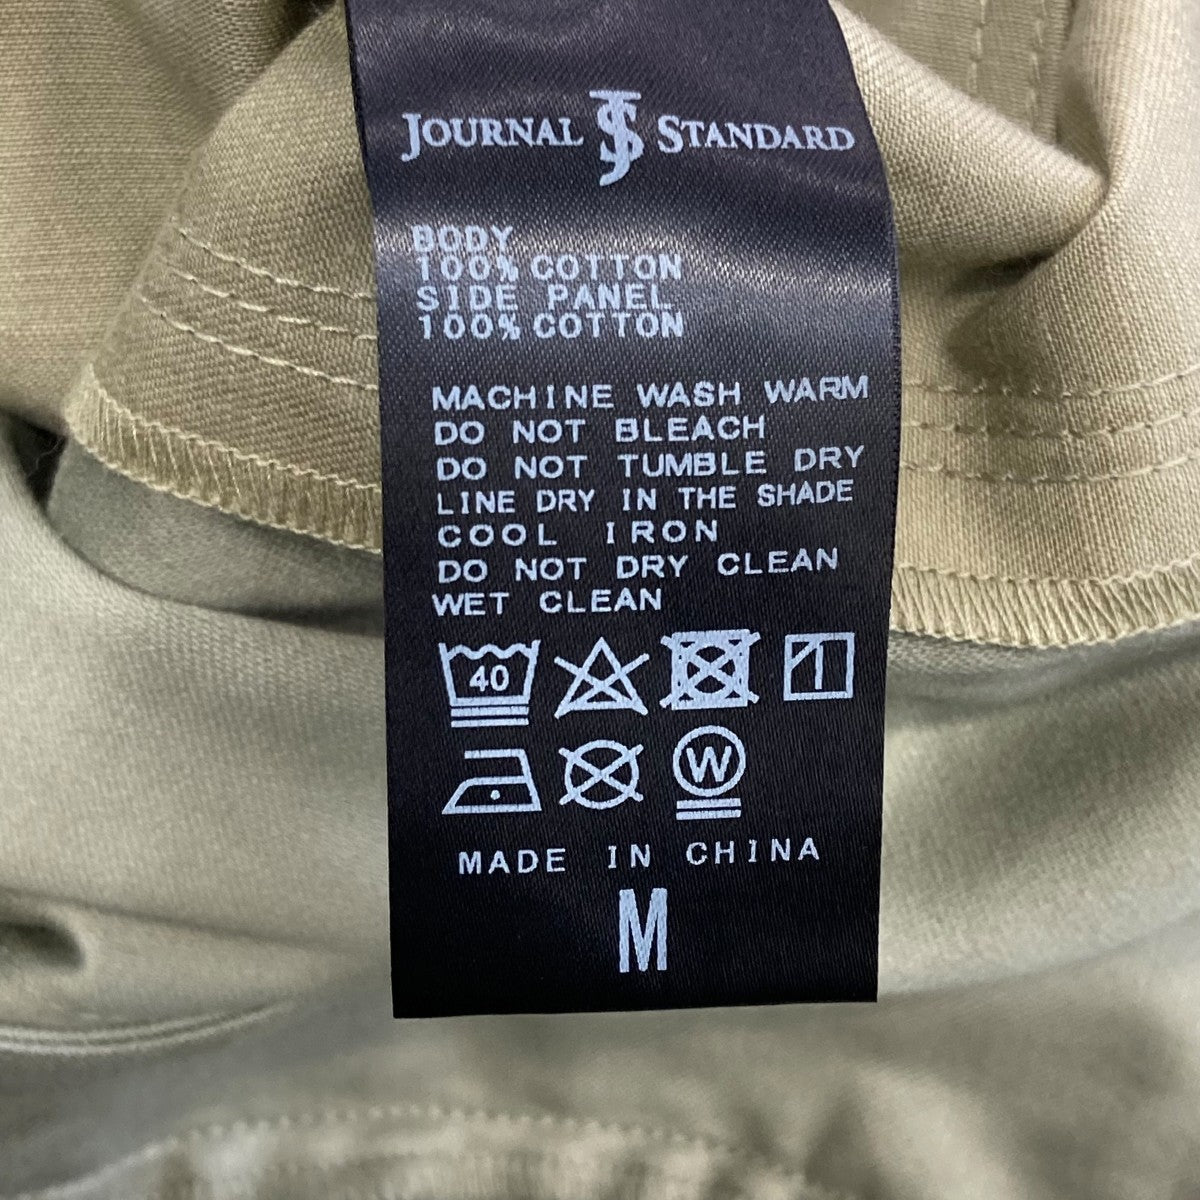 JOURNAL JS STANDARD
BODY
100% COTTON
SIDE PANEL
100% COTTON
MACHINE WASH WARM
DO NOT BLEACH
DO NOT TUMBLE DRY
LINE DRY IN THE SHADE
COOL IRON
DO NOT DRY CLEAN
WET CLEAN
40
W
MADE IN CHINA
M